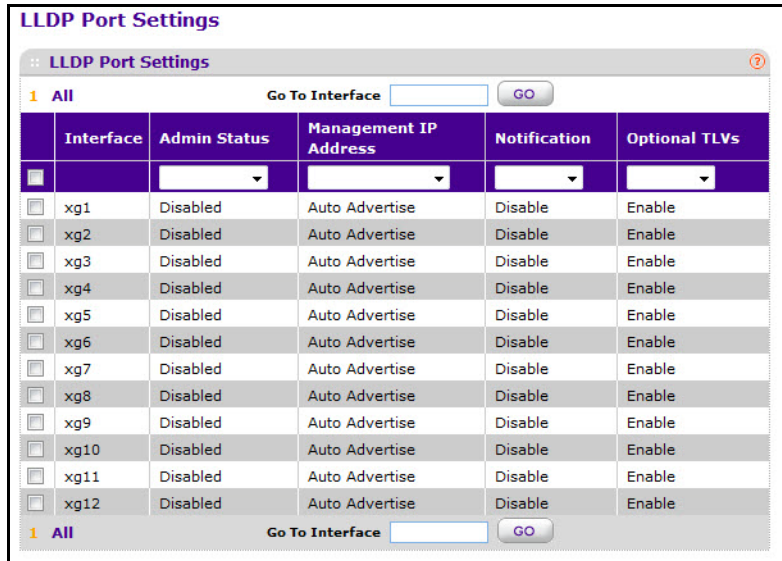 LLDP Port Settings
LLDP Port Settings
1 All Go To Interface GO
Interface Admin Status Management IP Address Notification Optional TLVs
xg1 Disabled Auto Advertise Disable Enable
xg2 Disabled Auto Advertise Disable Enable
xg3 Disabled Auto Advertise Disable Enable
xg4 Disabled Auto Advertise Disable Enable
xg5 Disabled Auto Advertise Disable Enable
xg6 Disabled Auto Advertise Disable Enable
xg7 Disabled Auto Advertise Disable Enable
xg8 Disabled Auto Advertise Disable Enable
xg9 Disabled Auto Advertise Disable Enable
xg10 Disabled Auto Advertise Disable Enable
xg11 Disabled Auto Advertise Disable Enable
xg12 Disabled Auto Advertise Disable Enable
1 All Go To Interface GO